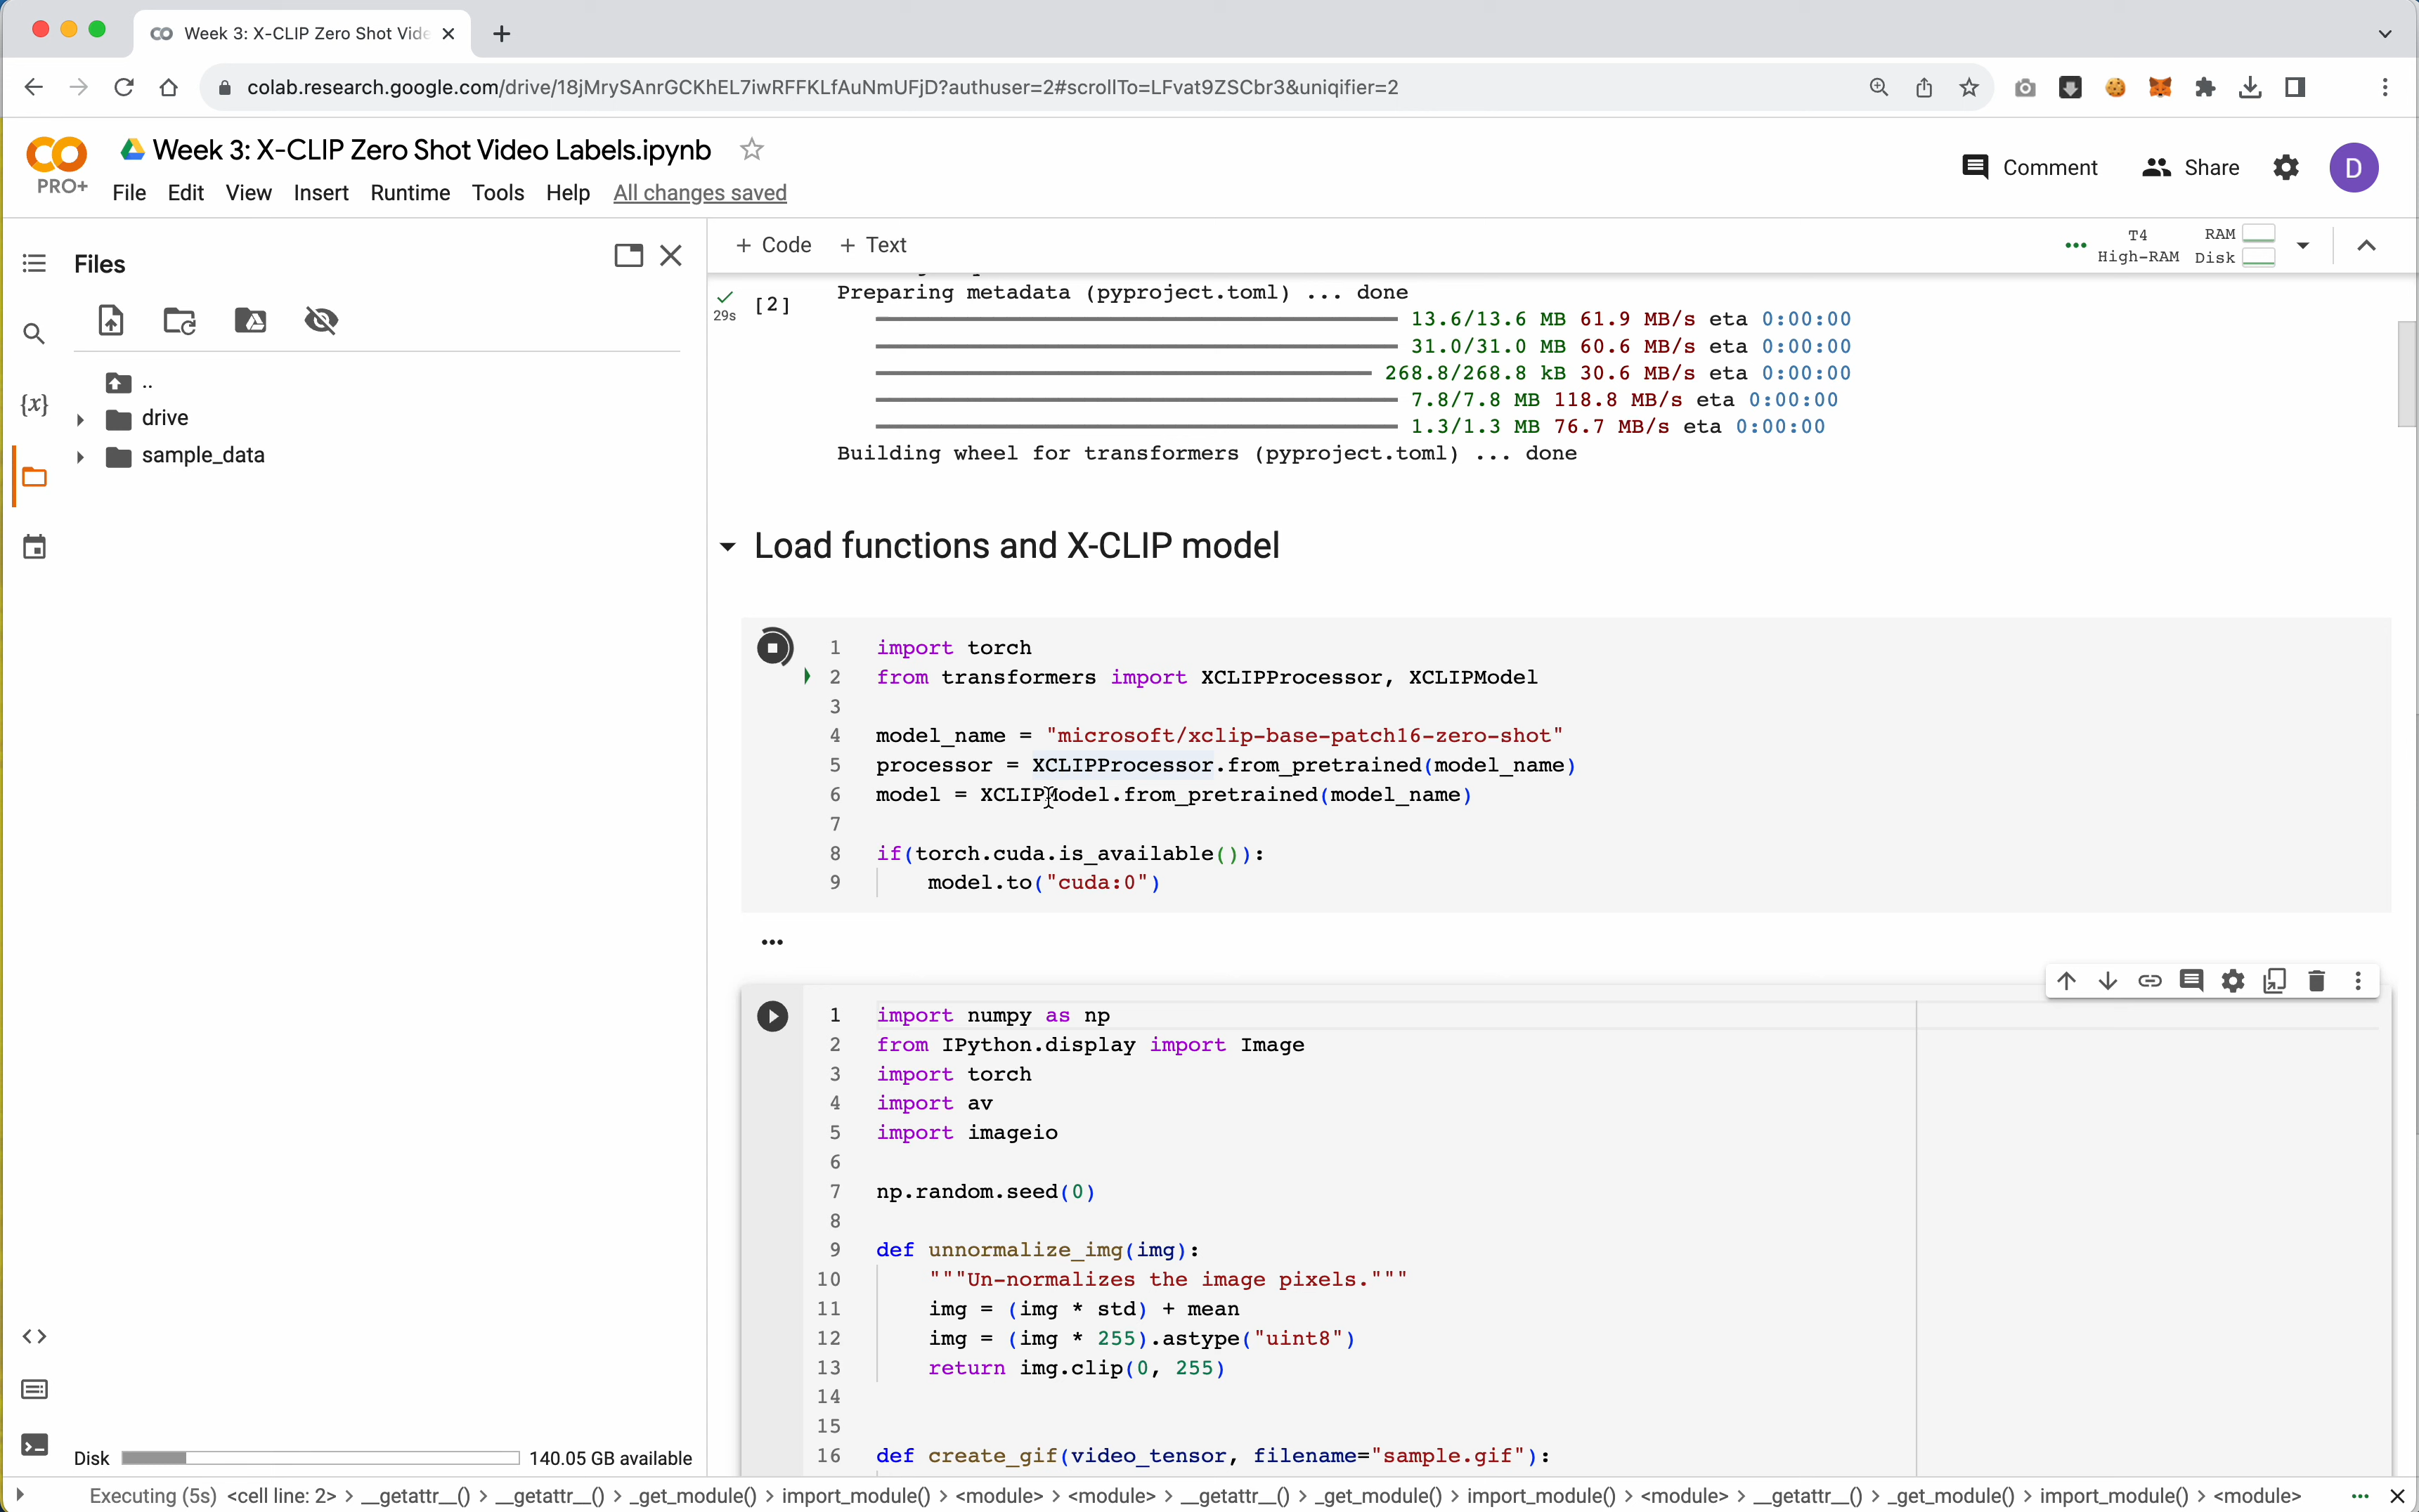 Week 3: X-CLIP Zero Shot Vide
colab.research.google.com/drive/18jMrySAnrGCKhEL7iwRFFKLfAuNmUFjD?authuser=2#scrollTo=LFvat9ZSCbr3&uniqifier=2
PRO+
Week 3: X-CLIP Zero Shot Video Labels.ipynb
File Edit View Insert Runtime Tools Help All changes saved
Comment Share D
Files
+ Code + Text
T4 High-RAM RAM Disk
..
drive
sample_data
{x}
29s [2]
Preparing metadata (pyproject.toml) ... done
13.6/13.6 MB 61.9 MB/s eta 0:00:00
31.0/31.0 MB 60.6 MB/s eta 0:00:00
268.8/268.8 kB 30.6 MB/s eta 0:00:00
7.8/7.8 MB 118.8 MB/s eta 0:00:00
1.3/1.3 MB 76.7 MB/s eta 0:00:00
Building wheel for transformers (pyproject.toml) ... done
Load functions and X-CLIP model
1 import torch
2 from transformers import XCLIPProcessor, XCLIPModel
3
4 model_name = "microsoft/xclip-base-patch16-zero-shot"
5 processor = XCLIPProcessor.from_pretrained(model_name)
6 model = XCLIPModel.from_pretrained(model_name)
7
8 if(torch.cuda.is_available()):
9 model.to("cuda:0")
1 import numpy as np
2 from IPython.display import Image
3 import torch
4 import av
5 import imageio
6
7 np.random.seed(0)
8
9 def unnormalize_img(img):
10 """Un-normalizes the image pixels."""
11 img = (img * std) + mean
12 img = (img * 255).astype("uint8")
13 return img.clip(0, 255)
14
15
16 def create_gif(video_tensor, filename="sample.gif"):
Disk 140.05 GB available
Executing (5s) <cell line: 2> > __getattr__() > __getattr__() > _get_module() > import_module() > <module> > <module> > __getattr__() > _get_module() > import_module() > <module> > __getattr__() > _get_module() > import_module() > <module>